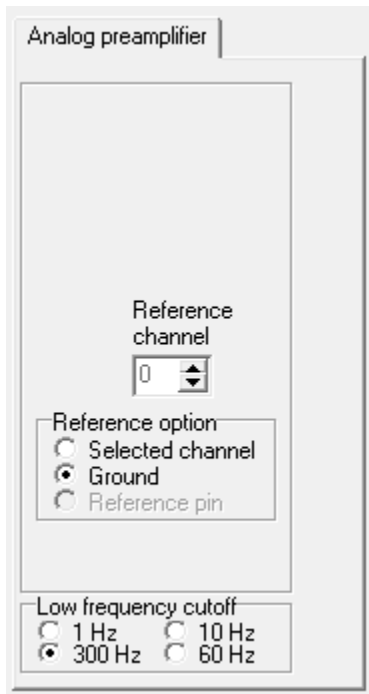 Analog preamplifier
Reference
channel
0
Reference option
Selected channel
Ground
Reference pin
Low frequency cutoff
1 Hz 10 Hz
300 Hz 60 Hz